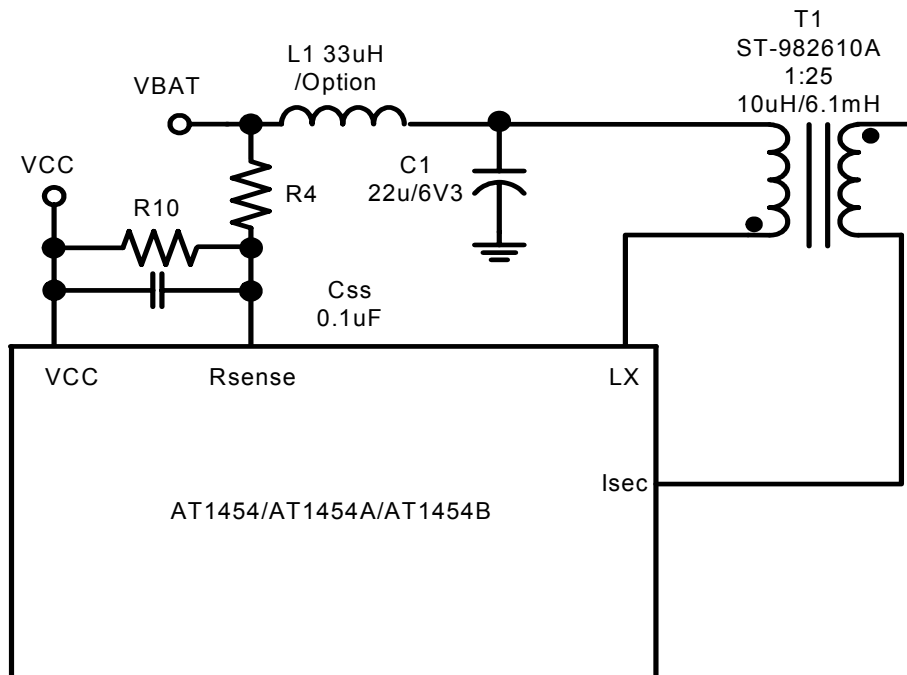 T1
ST-982610A
1:25
10uH/6.1mH
L1 33uH
/Option
VBAT
VCC
R10
R4
C1
22u/6V3
Css
0.1uF
VCC
Rsense
LX
Isec
AT1454/AT1454A/AT1454B